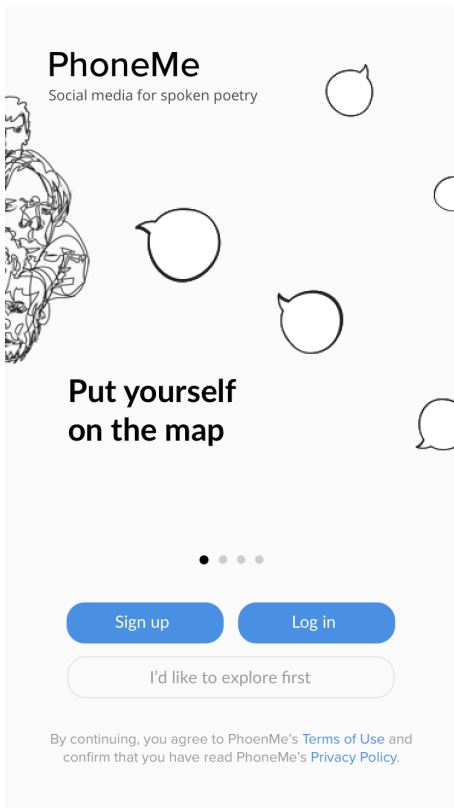 PhoneMe
Social media for spoken poetry
Put yourself
on the map
Sign up
Log in
I'd like to explore first
By continuing, you agree to PhoenMe's Terms of Use and
confirm that you have read PhoneMe's Privacy Policy.